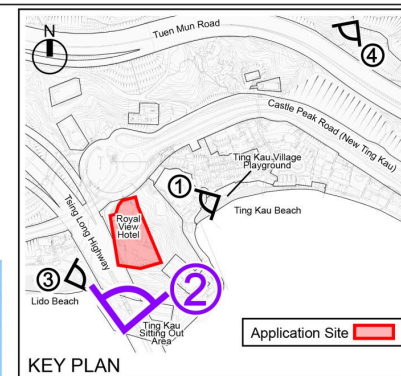 N
Tuen Mun Road
4
Castle Peak Road (New Ting Kau)
Ting Kau Village
Playground
1
Ting Kau Beach
Tsing Long Highway
Royal
View
Hotel
3
2
Lido Beach
Ting Kau
Sitting Out
Area
Application Site
KEY PLAN